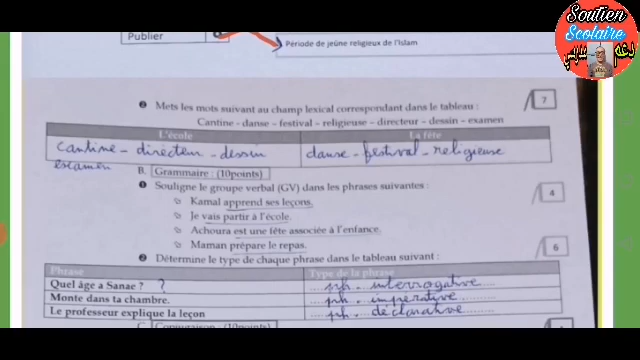 Soutien
Scolaire
Publier
Période de jeûne religieux de l'Islam
❷ Mets les mots suivant au champ lexical correspondant dans le tableau :
7
Cantine – danse – festival – religieuse – directeur – dessin – examen
L'école La fête
cantine – directeur – dessin danse – festival – religieuse
examen
B. Grammaire : (10points)
❶ Souligne le groupe verbal (GV) dans les phrases suivantes :
4
Kamal apprend ses leçons.
Je vais partir à l'école.
Achoura est une fête associée à l'enfance.
Maman prépare le repas.
6
❷ Détermine le type de chaque phrase dans le tableau suivant :
Phrase Type de la phrase
Quel âge a Sanae ? ? ph. interrogative
Monte dans ta chambre. ph. impérative
Le professeur explique la leçon ph. déclarative
C. Conjugaison : (10points)